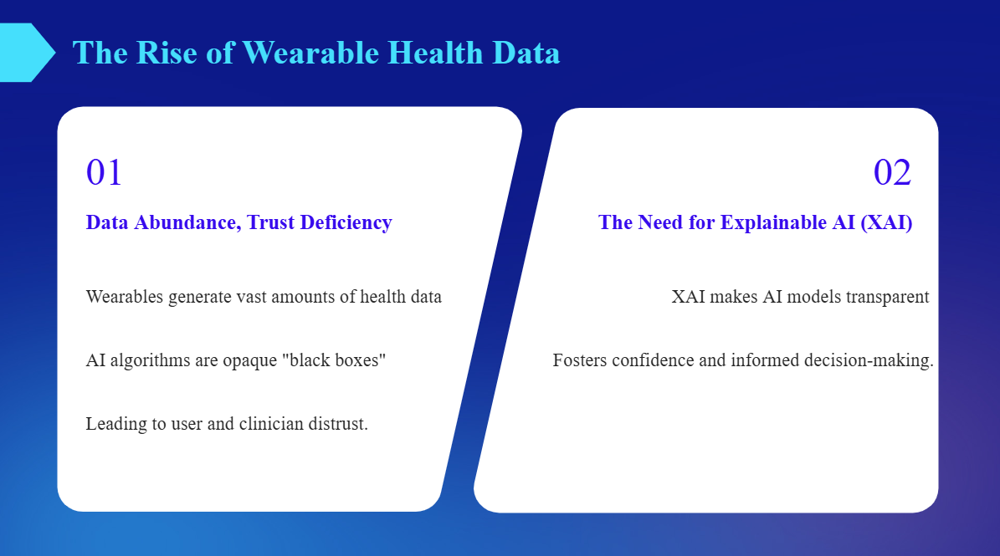 The Rise of Wearable Health Data
01
Data Abundance, Trust Deficiency
Wearables generate vast amounts of health data
AI algorithms are opaque "black boxes"
Leading to user and clinician distrust.
02
The Need for Explainable AI (XAI)
XAI makes AI models transparent
Fosters confidence and informed decision-making.